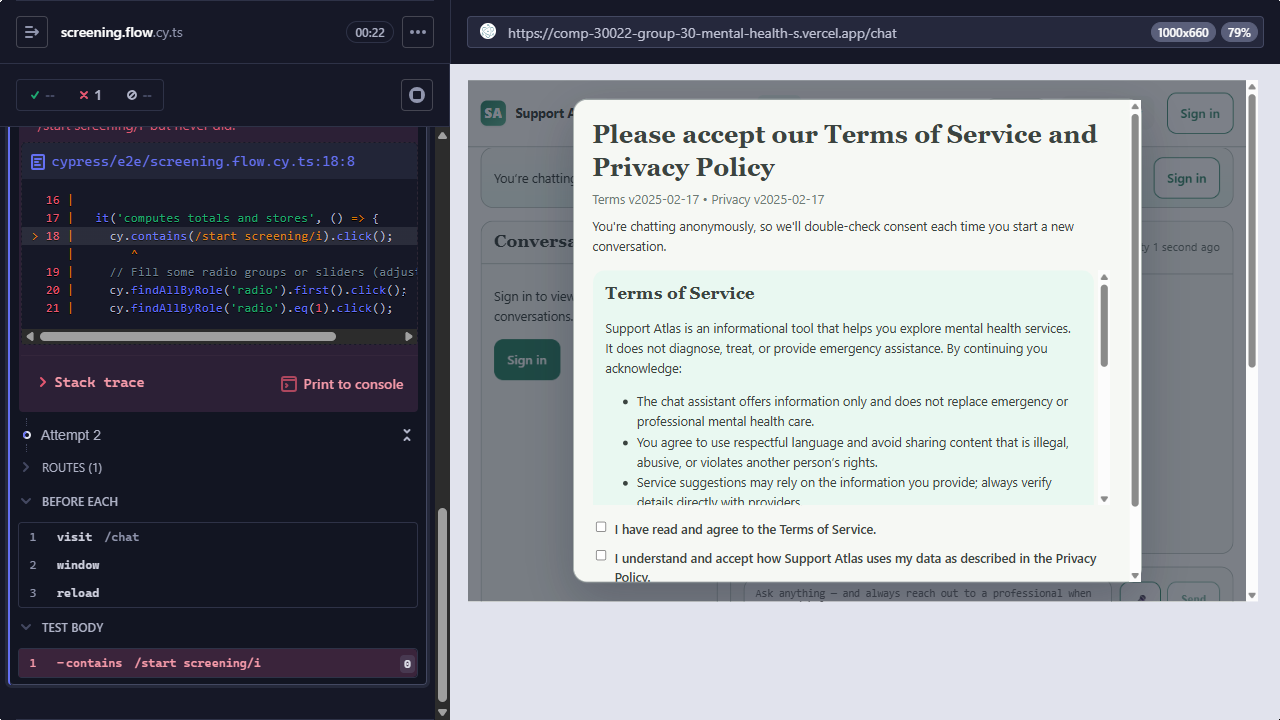 screening.flow.cy.ts
00:22
--
1
--
/start screening/i but never did.
cypress/e2e/screening.flow.cy.ts:18:8
16 |
17 |   it('computes totals and stores', () => {
> 18 |     cy.contains(/start screening/i).click();
|        ^
19 |     // Fill some radio groups or sliders (adjust
20 |     cy.findAllByRole('radio').first().click();
21 |     cy.findAllByRole('radio').eq(1).click();
Stack trace
Print to console
Attempt 2
ROUTES (1)
BEFORE EACH
1 visit /chat
2 window
3 reload
TEST BODY
1 -contains /start screening/i 0
https://comp-30022-group-30-mental-health-s.vercel.app/chat
1000x660
79%
SA
Support A
Sign in
You're chatting
Sign in
Conversa
1 second ago
Sign in to view
conversations.
Sign in
Please accept our Terms of Service and
Privacy Policy
Terms v2025-02-17 • Privacy v2025-02-17
You're chatting anonymously, so we'll double-check consent each time you start a new
conversation.
Terms of Service
Support Atlas is an informational tool that helps you explore mental health services.
It does not diagnose, treat, or provide emergency assistance. By continuing you
acknowledge:
• The chat assistant offers information only and does not replace emergency or
professional mental health care.
• You agree to use respectful language and avoid sharing content that is illegal,
abusive, or violates another person's rights.
• Service suggestions may rely on the information you provide; always verify
details directly with providers.
I have read and agree to the Terms of Service.
I understand and accept how Support Atlas uses my data as described in the Privacy
Policy.
Ask anything — and always reach out to a professional when
Send